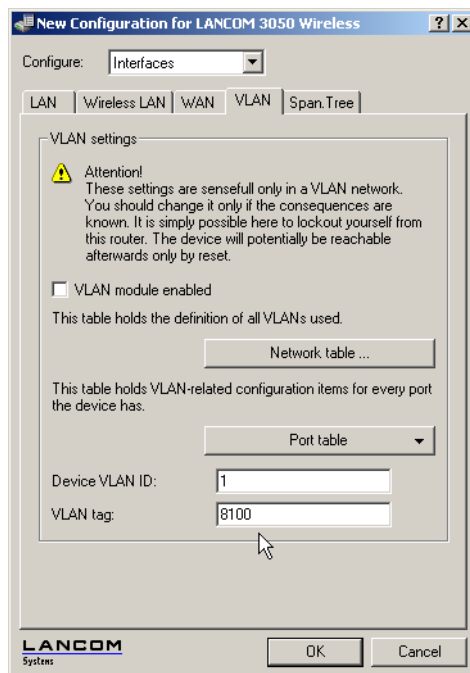 New Configuration for LANCOM 3050 Wireless
Configure: Interfaces
LAN Wireless LAN WAN VLAN Span.Tree
VLAN settings
Attention!
These settings are sensefull only in a VLAN network.
You should change it only if the consequences are
known. It is simply possible here to lockout yourself from
this router. The device will potentially be reachable
afterwards only by reset.
VLAN module enabled
This table holds the definition of all VLANs used.
Network table ...
This table holds VLAN-related configuration items for every port
the device has.
Port table
Device VLAN ID: 1
VLAN tag: 8100
LANCOM
Systems
OK Cancel